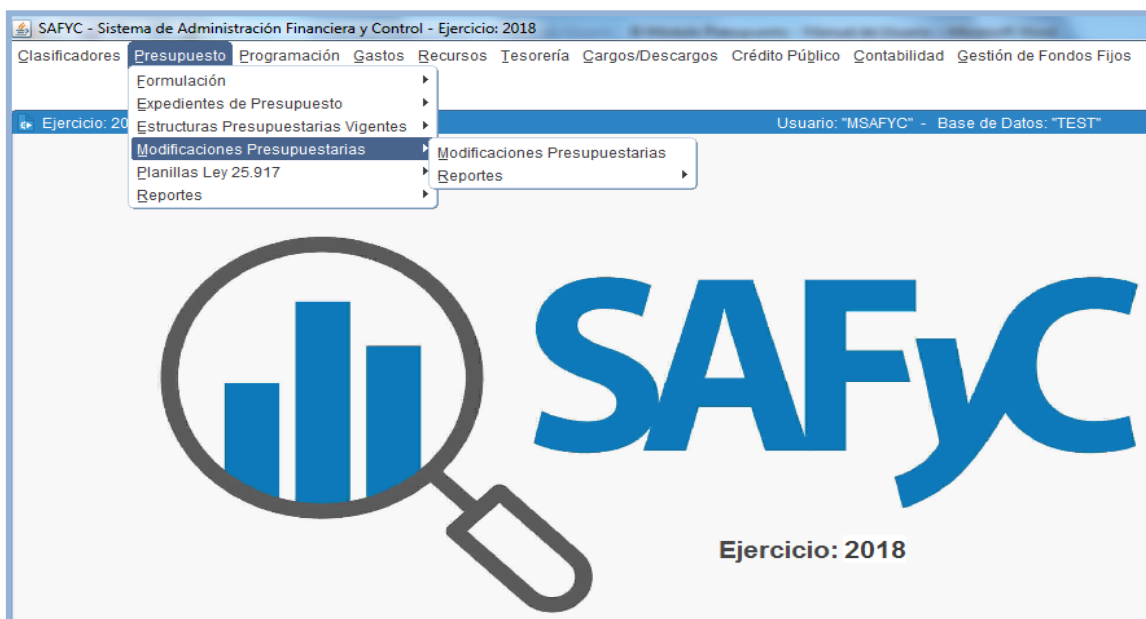 SAFYC - Sistema de Administración Financiera y Control - Ejercicio: 2018
Clasificadores Presupuesto Programación Gastos Recursos Tesorería Cargos/Descargos Crédito Público Contabilidad Gestión de Fondos Fijos
Formulación
Expedientes de Presupuesto
Ejercicio: 20
Estructuras Presupuestarias Vigentes
Usuario: "MSAFYC" - Base de Datos: "TEST"
Modificaciones Presupuestarias
Modificaciones Presupuestarias
Planillas Ley 25.917
Reportes
Reportes
SAFyC
Ejercicio: 2018